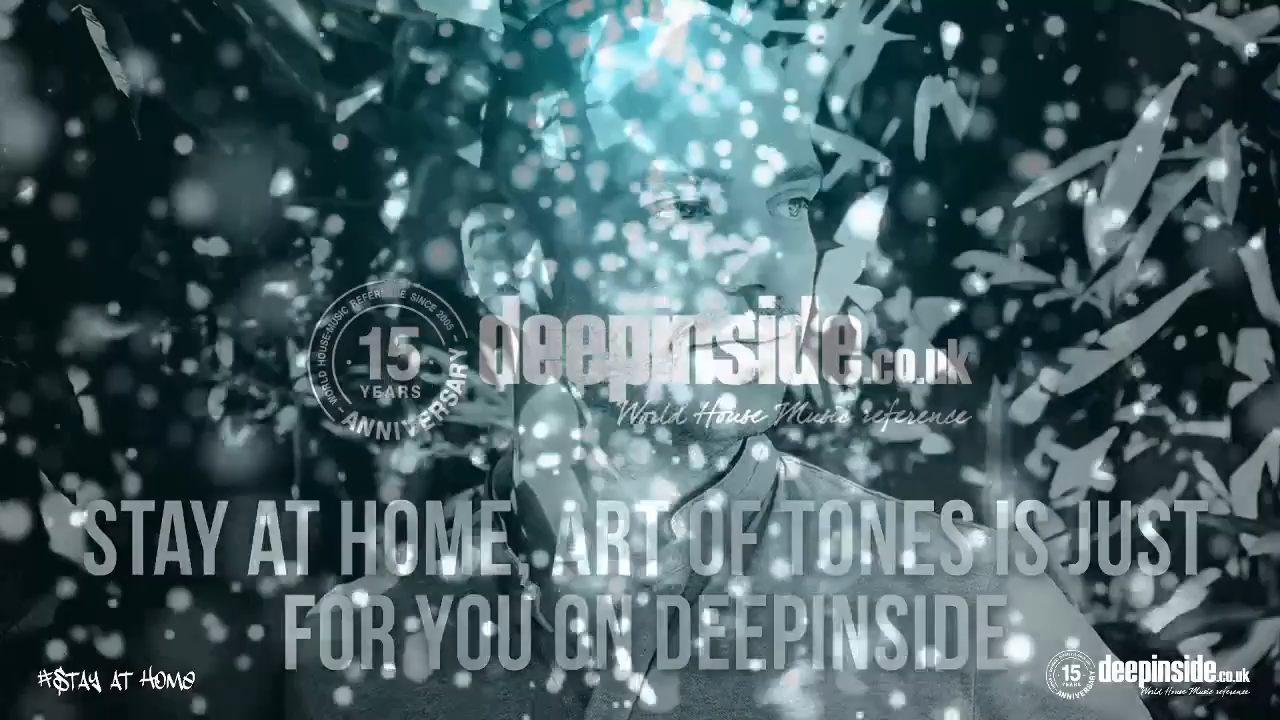 WORLD HOUSE MUSIC REFERENCE SINCE 2005
15
YEARS
ANNIVERSARY
deepinside.co.uk
World House Music reference
STAY AT HOME, ART OF TONES IS JUST
FOR YOU ON DEEPINSIDE
#STAY AT HOME
15
YEARS
ANNIVERSARY
deepinside.co.uk
World House Music reference